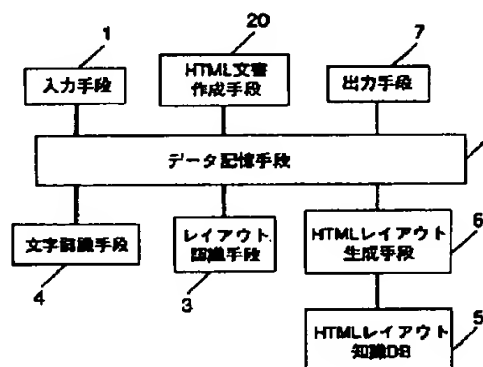 1
20
7
入力手段
HTML文書
作成手段
出力手段
データ記憶手段
文字認識手段
レイアウト
認識手段
HTMLレイアウト
生成手段
6
4
3
HTMLレイアウト
知識DB
5